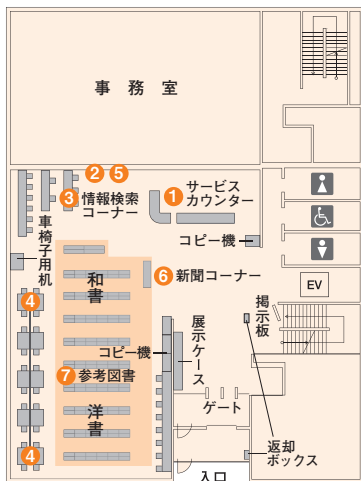 事務室
② ⑤
③ 情報検索
コーナー
① サービス
カウンター
コピー機
車椅子用机
和書
⑥ 新聞コーナー
EV
④
掲示板
展示ケース
コピー機
⑦ 参考図書
ゲート
洋書
返却
ボックス
④
入口